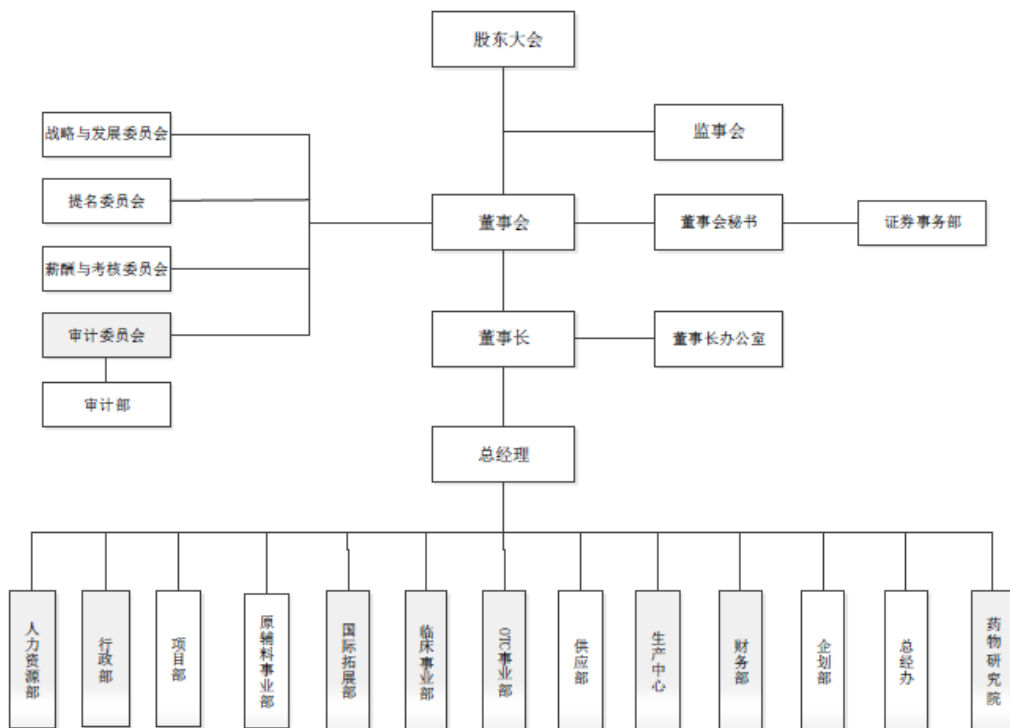 股东大会
监事会
战略与发展委员会
提名委员会
董事会
董事会秘书
证券事务部
薪酬与考核委员会
审计委员会
董事长
董事长办公室
审计部
总经理
人力资源部
行政部
项目部
原辅料事业部
国际拓展部
临床事业部
OTC事业部
供应部
生产中心
财务部
企划部
总经办
药物研究院